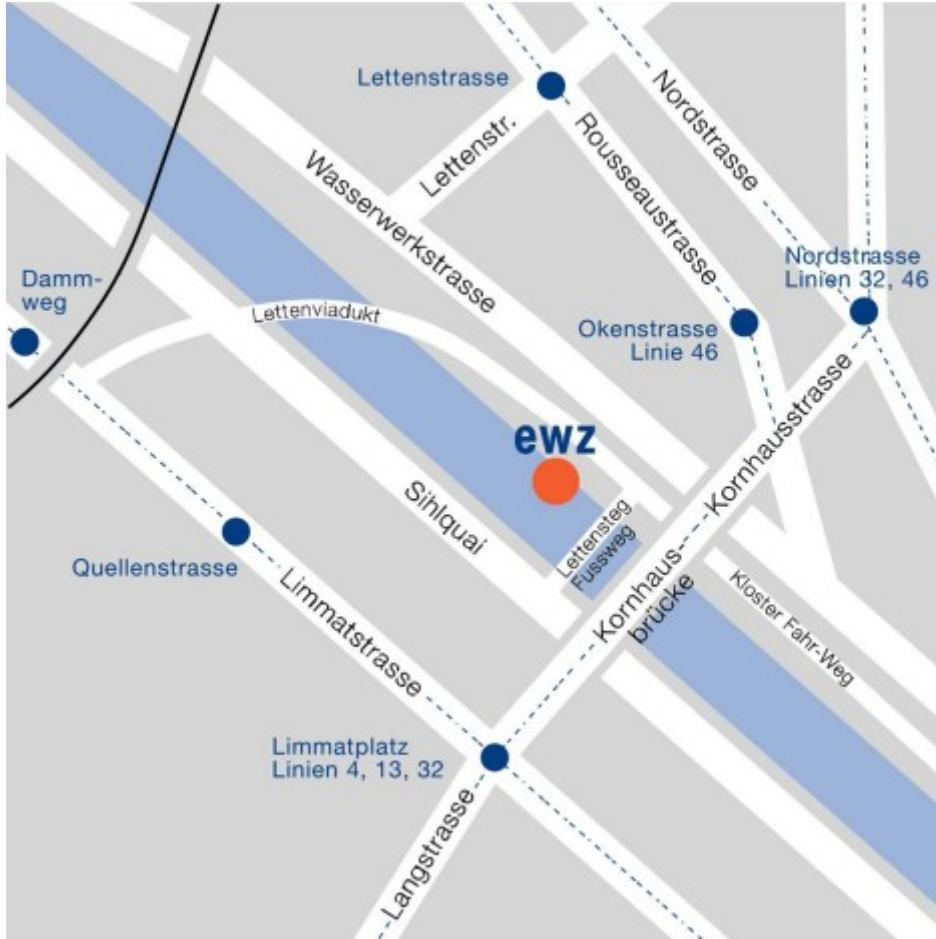 Lettenstrasse
Lettenstr.
Nordstrasse
Rousseaustrasse
Wasserwerkstrasse
Nordstrasse
Linien 32, 46
Damm-
weg
Lettenviadukt
Okenstrasse
Linie 46
ewz
Kornhausstrasse
Sihlquai
Lettensteg
Fussweg
Quellenstrasse
Kornhaus-
brücke
Kloster Fahr-Weg
Limmatstrasse
Limmatplatz
Linien 4, 13, 32
Langstrasse